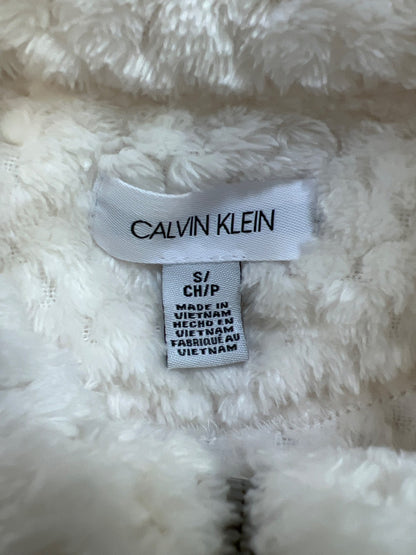 CALVIN KLEIN
S/
CH/P
MADE IN
VIETNAM
HECHO EN
VIETNAM
FABRIQUÉ AU
VIETNAM